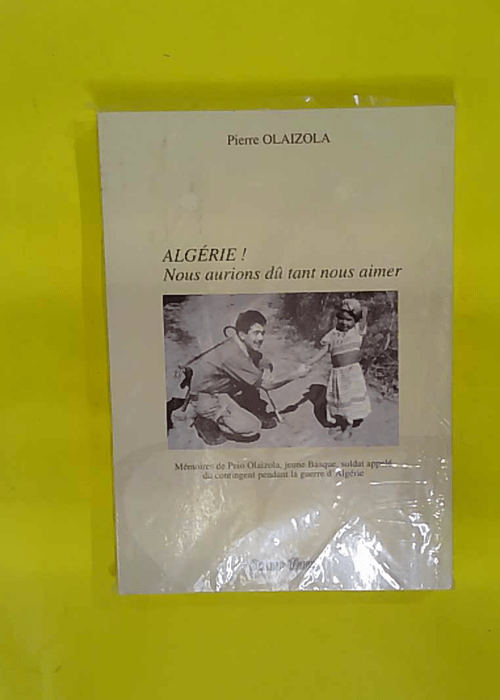 Pierre OLAIZOLA
ALGÉRIE !
Nous aurions dû tant nous aimer
Mémoires de Peio Olaizola, jeune Basque, soldat appelé
du contingent pendant la guerre d'Algérie